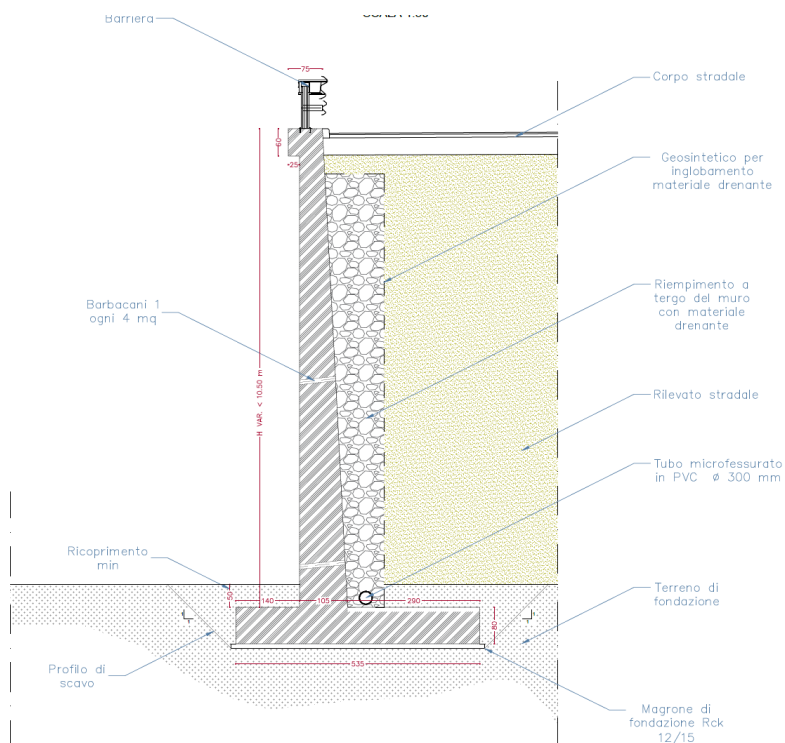 Barriera
75
Corpo stradale
60
25
Geosintetico per
inglobamento
materiale drenante
Barbacani 1
ogni 4 mq
Riempimento a
tergo del muro
con materiale
drenante
H VAR. < 10.50 m
Rilevato stradale
Tubo microfessurato
in PVC ø 300 mm
Ricoprimento
min
50
140
105
290
80
Terreno di
fondazione
535
Profilo di
scavo
Magrone di
fondazione Rck
12/15